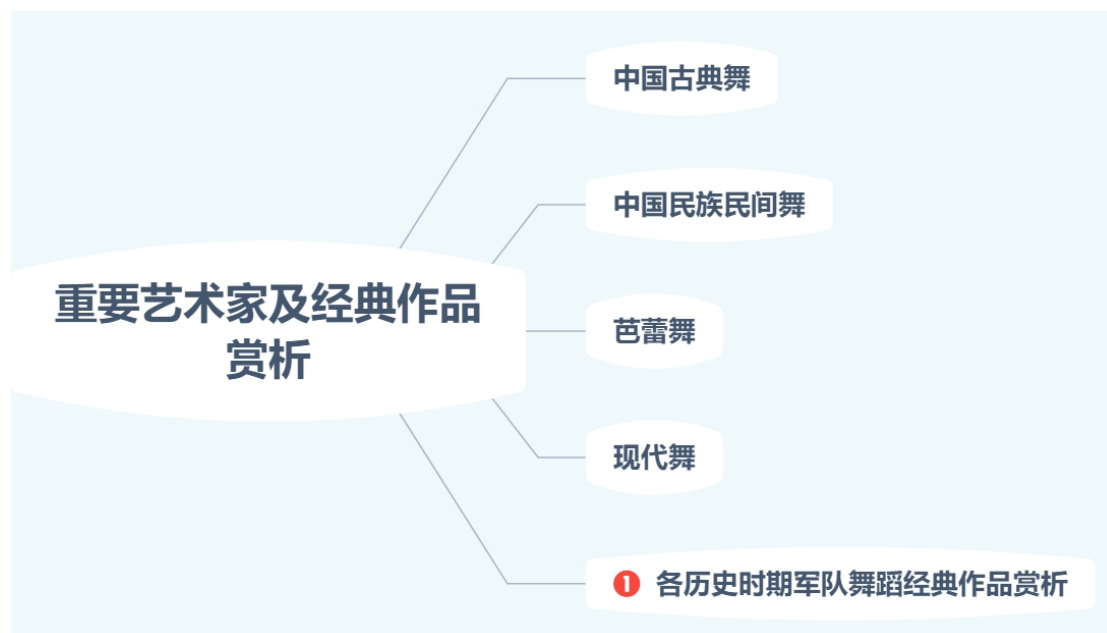 中国古典舞
中国民族民间舞
重要艺术家及经典作品
赏析
芭蕾舞
现代舞
1 各历史时期军队舞蹈经典作品赏析